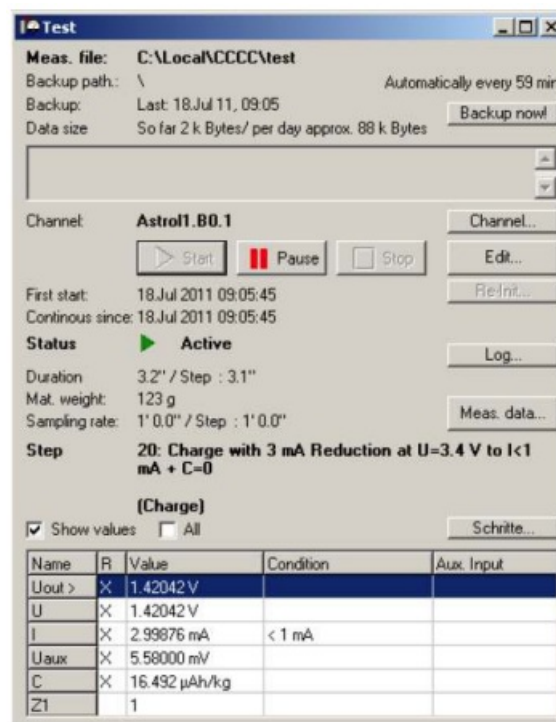 Test
Meas. file: C:\Local\CCCC\test
Backup path.: \ Automatically every 59 min
Backup: Last: 18.Jul 11, 09:05 Backup now!
Data size So far 2 k Bytes/ per day approx. 88 k Bytes
Channel: Astrol1.B0.1 Channel...
Start Pause Stop Edit...
First start: 18.Jul 2011 09:05:45 Re-Init...
Continous since: 18.Jul 2011 09:05:45
Status Active Log...
Duration 3.2" / Step : 3.1"
Mat. weight: 123 g Meas. data...
Sampling rate: 1' 0.0" / Step : 1' 0.0"
Step 20: Charge with 3 mA Reduction at U=3.4 V to I<1
mA + C=0
(Charge)
Show values All Schritte...
Name R Value Condition Aux. Input
Uout > X 1.42042 V
U X 1.42042 V
I X 2.99876 mA < 1 mA
Uaux X 5.58000 mV
C X 16.492 µAh/kg
Z1 1